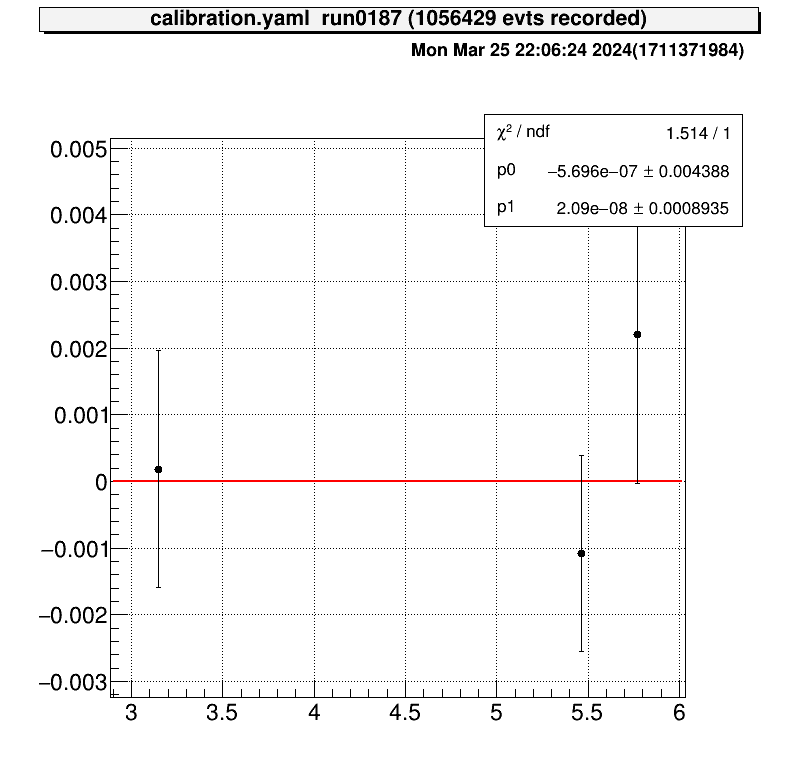 calibration.yaml run0187 (1056429 evts recorded)
Mon Mar 25 22:06:24 2024(1711371984)
χ² / ndf 1.514 / 1
p0 −5.696e−07 ± 0.004388
p1 2.09e−08 ± 0.0008935
0.005
0.004
0.003
0.002
0.001
0
−0.001
−0.002
−0.003
3 3.5 4 4.5 5 5.5 6